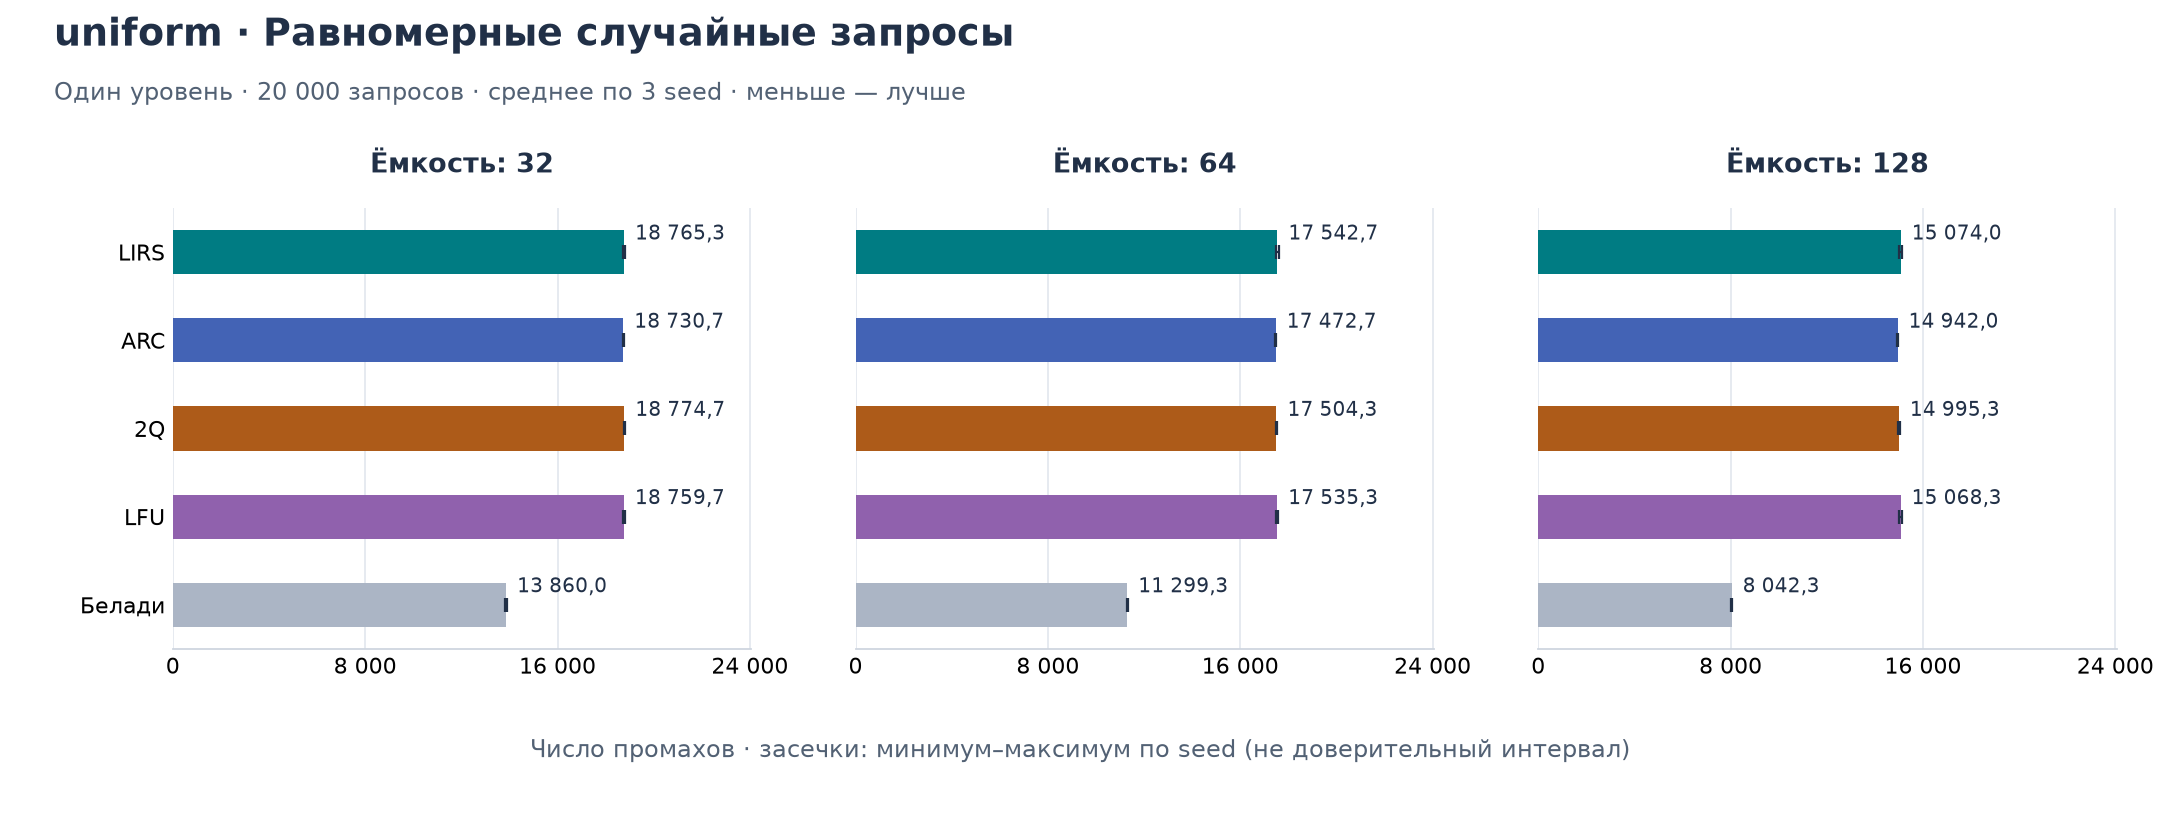 uniform · Равномерные случайные запросы
Один уровень · 20 000 запросов · среднее по 3 seed · меньше — лучше
Ёмкость: 32
LIRS
18 765,3
ARC
18 730,7
2Q
18 774,7
LFU
18 759,7
Белади
13 860,0
0
8 000
16 000
24 000
Ёмкость: 64
17 542,7
17 472,7
17 504,3
17 535,3
11 299,3
0
8 000
16 000
24 000
Ёмкость: 128
15 074,0
14 942,0
14 995,3
15 068,3
8 042,3
0
8 000
16 000
24 000
Число промахов · засечки: минимум–максимум по seed (не доверительный интервал)